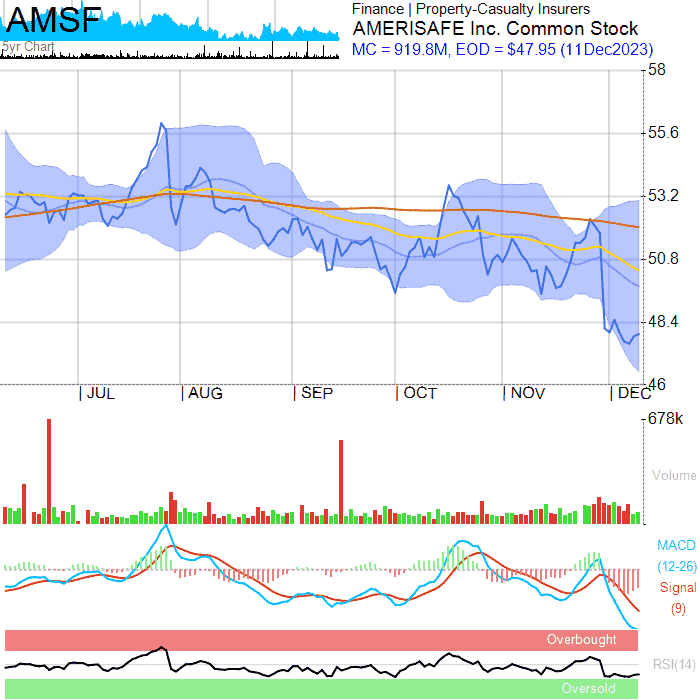 AMSF
5yr Chart
Finance | Property-Casualty Insurers
AMERISAFE Inc. Common Stock
MC = 919.8M, EOD = $47.95 (11Dec2023)
58
55.6
53.2
50.8
48.4
46
|JUL |AUG |SEP |OCT |NOV |DEC
678k
Volume
MACD
(12-26)
Signal
(9)
Overbought
RSI(14)
Oversold